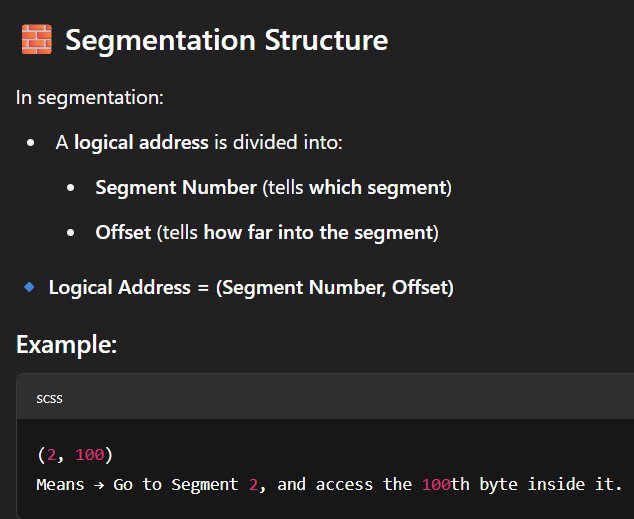 🧱 Segmentation Structure
In segmentation:
• A logical address is divided into:
• Segment Number (tells which segment)
• Offset (tells how far into the segment)
🔹 Logical Address = (Segment Number, Offset)
Example:
scss
(2, 100)
Means → Go to Segment 2, and access the 100th byte inside it.